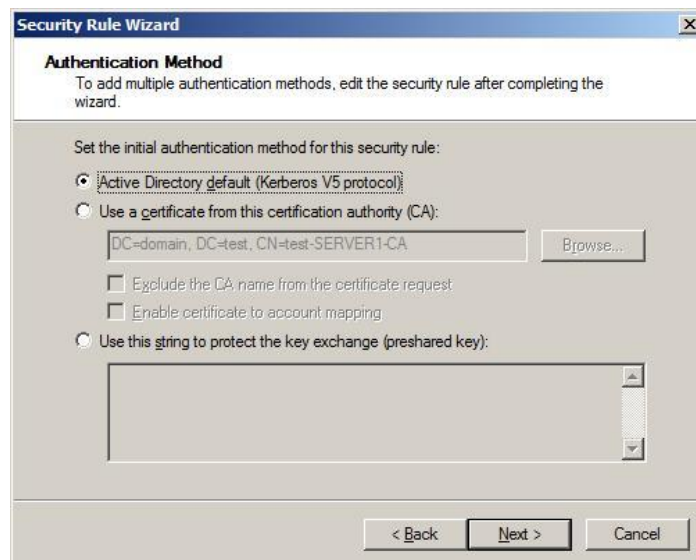 Security Rule Wizard
Authentication Method
To add multiple authentication methods, edit the security rule after completing the
wizard.
Set the initial authentication method for this security rule:
Active Directory default (Kerberos V5 protocol)
Use a certificate from this certification authority (CA):
DC=domain, DC=test, CN=test-SERVER1-CA
Browse...
Exclude the CA name from the certificate request
Enable certificate to account mapping
Use this string to protect the key exchange (preshared key):
< Back Next > Cancel